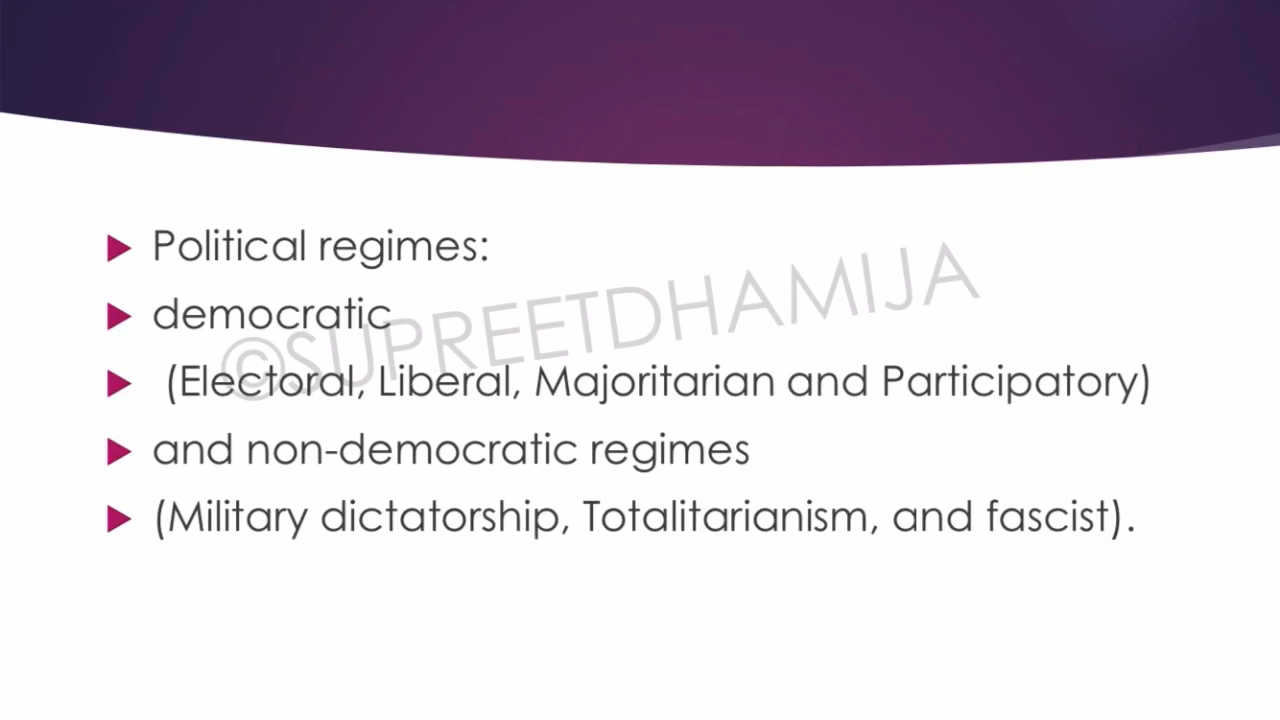 Political regimes:
democratic
©SUPREETDHAMIJA
(Electoral, Liberal, Majoritarian and Participatory)
and non-democratic regimes
(Military dictatorship, Totalitarianism, and fascist).